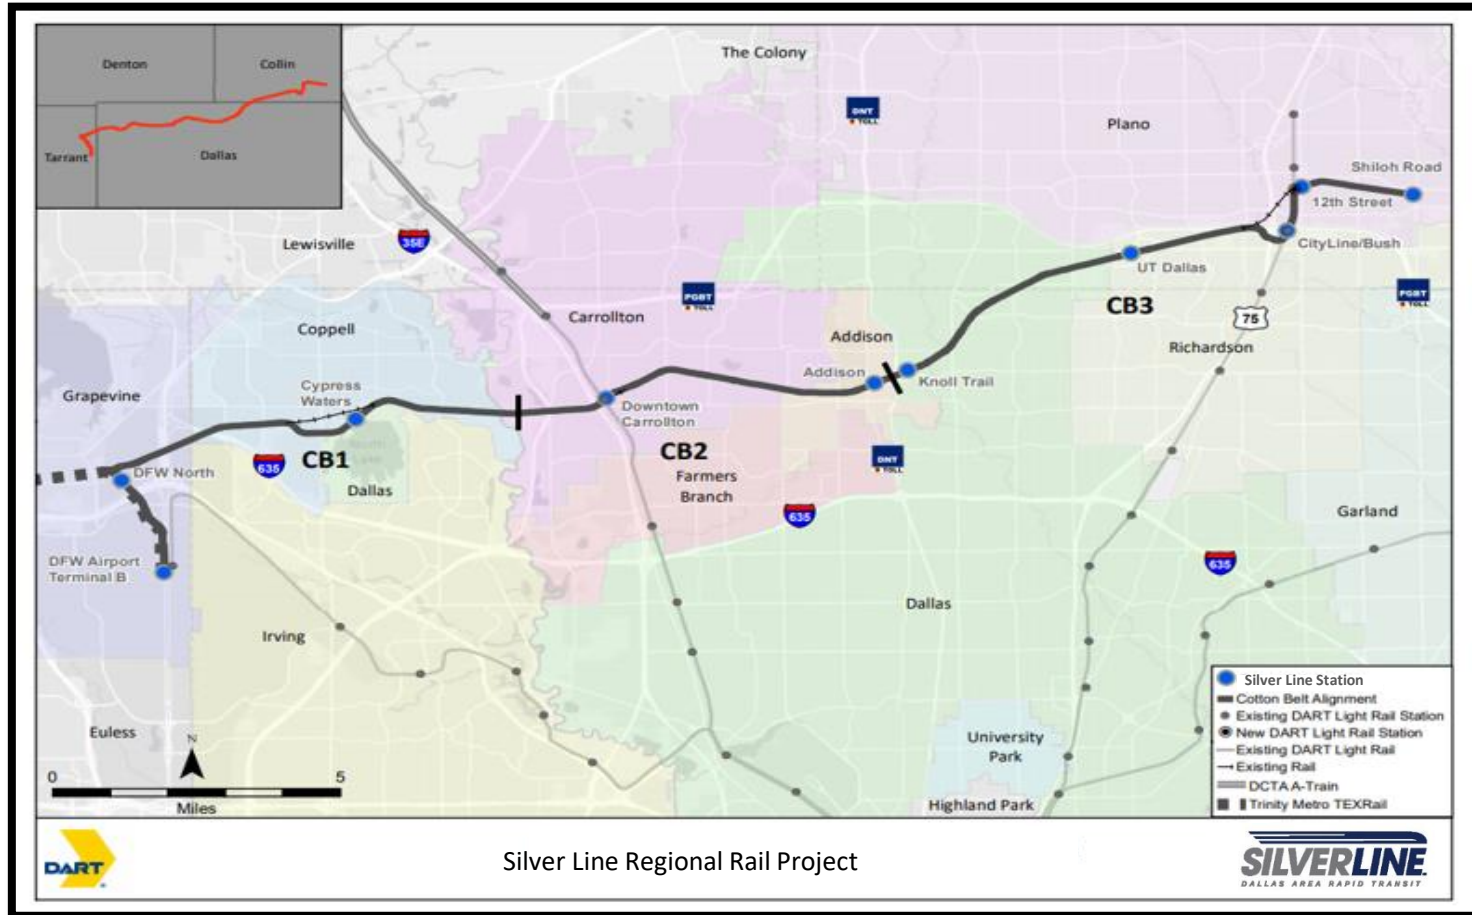 Denton
Collin
Tarrant
Dallas
The Colony
DNT
TOLL
Plano
Shiloh Road
12th Street
CityLine/Bush
Lewisville
35E
UT Dallas
PGBT
TOLL
PGBT
TOLL
CB3
75
Richardson
Coppell
Carrollton
Addison
Addison
Knoll Trail
Grapevine
Cypress
Waters
Downtown
Carrollton
CB2
Farmers
Branch
DNT
TOLL
DFW North
635
CB1
Dallas
635
Garland
DFW Airport
Terminal B
635
Dallas
Irving
Euless
N
University
Park
Highland Park
0
5
Miles
Silver Line Station
Cotton Belt Alignment
Existing DART Light Rail Station
New DART Light Rail Station
Existing DART Light Rail
Existing Rail
DCTA A-Train
Trinity Metro TEXRail
DART
Silver Line Regional Rail Project
SILVERLINE
DALLAS AREA RAPID TRANSIT